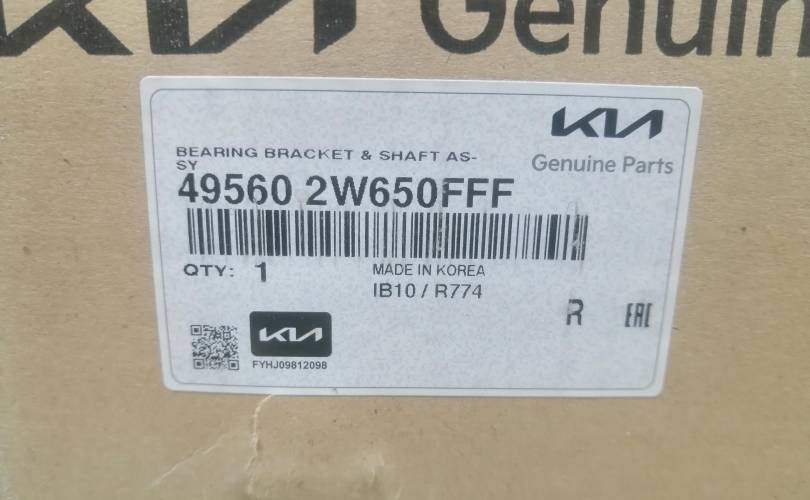 KIA Genuin
KIA
Genuine Parts
BEARING BRACKET & SHAFT AS-
SY
49560 2W650FFF
QTY: 1
MADE IN KOREA
IB10 / R774
R
EAC
KIA
FYHJ09812098